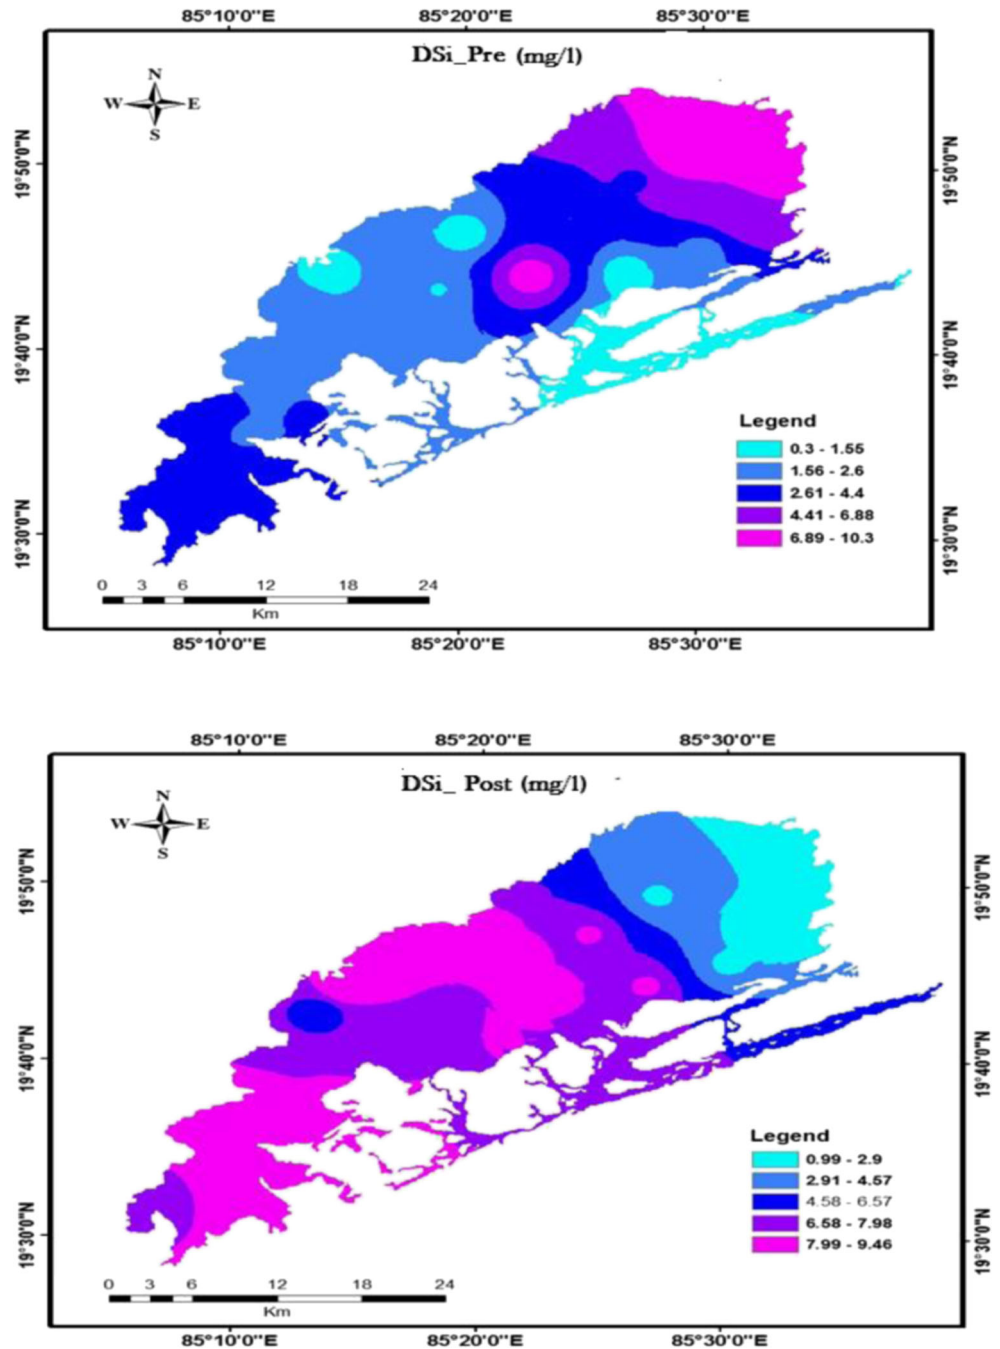 85°10'0"E 85°20'0"E 85°30'0"E
DSi_Pre (mg/l)
N
W E
S
19°50'0"N 19°50'0"N
19°40'0"N 19°40'0"N
19°30'0"N 19°30'0"N
Legend
0.3 - 1.55
1.56 - 2.6
2.61 - 4.4
4.41 - 6.88
6.89 - 10.3
0 3 6 12 18 24
Km
85°10'0"E 85°20'0"E 85°30'0"E
85°10'0"E 85°20'0"E 85°30'0"E
DSi_ Post (mg/l)
N
W E
S
19°50'0"N 19°50'0"N
19°40'0"N 19°40'0"N
19°30'0"N 19°30'0"N
Legend
0.99 - 2.9
2.91 - 4.57
4.58 - 6.57
6.58 - 7.98
7.99 - 9.46
0 3 6 12 18 24
Km
85°10'0"E 85°20'0"E 85°30'0"E